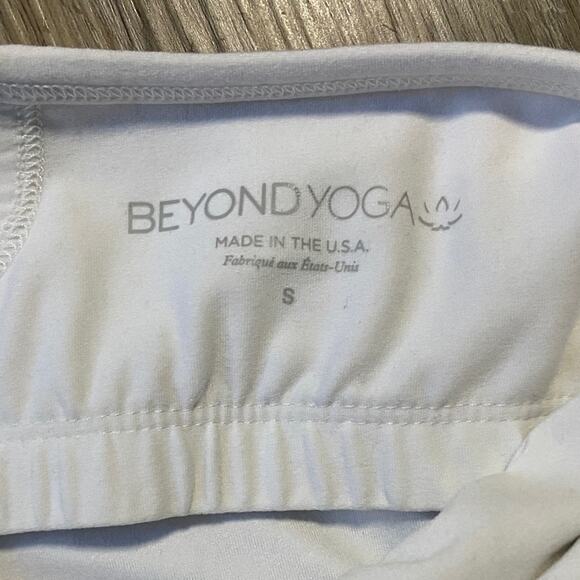 BEYOND YOGA
MADE IN THE U.S.A.
Fabriqué aux États-Unis
S